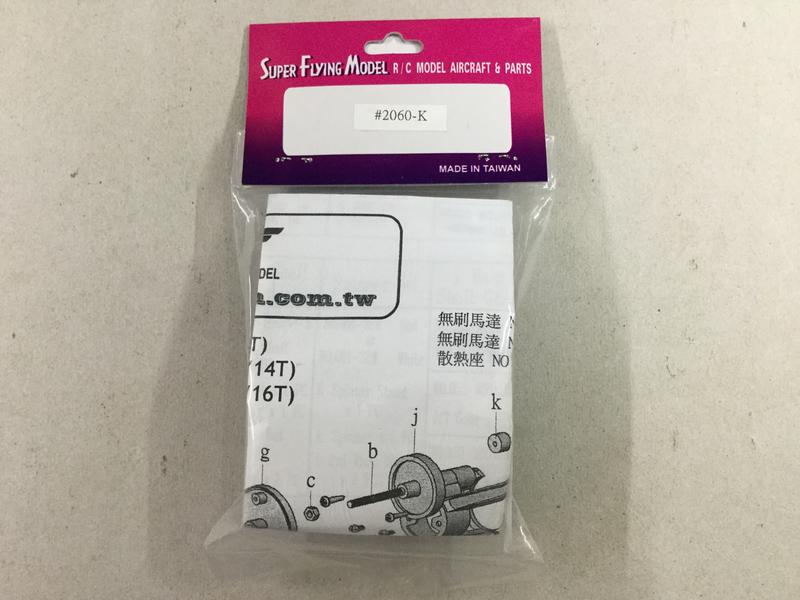 SUPER FLYING MODEL R/C MODEL AIRCRAFT & PARTS
#2060-K
MADE IN TAIWAN
DEL
.com.tw
無刷馬達
無刷馬達
散熱座 NO
T)
(14T)
(16T)
k
j
b
g
c